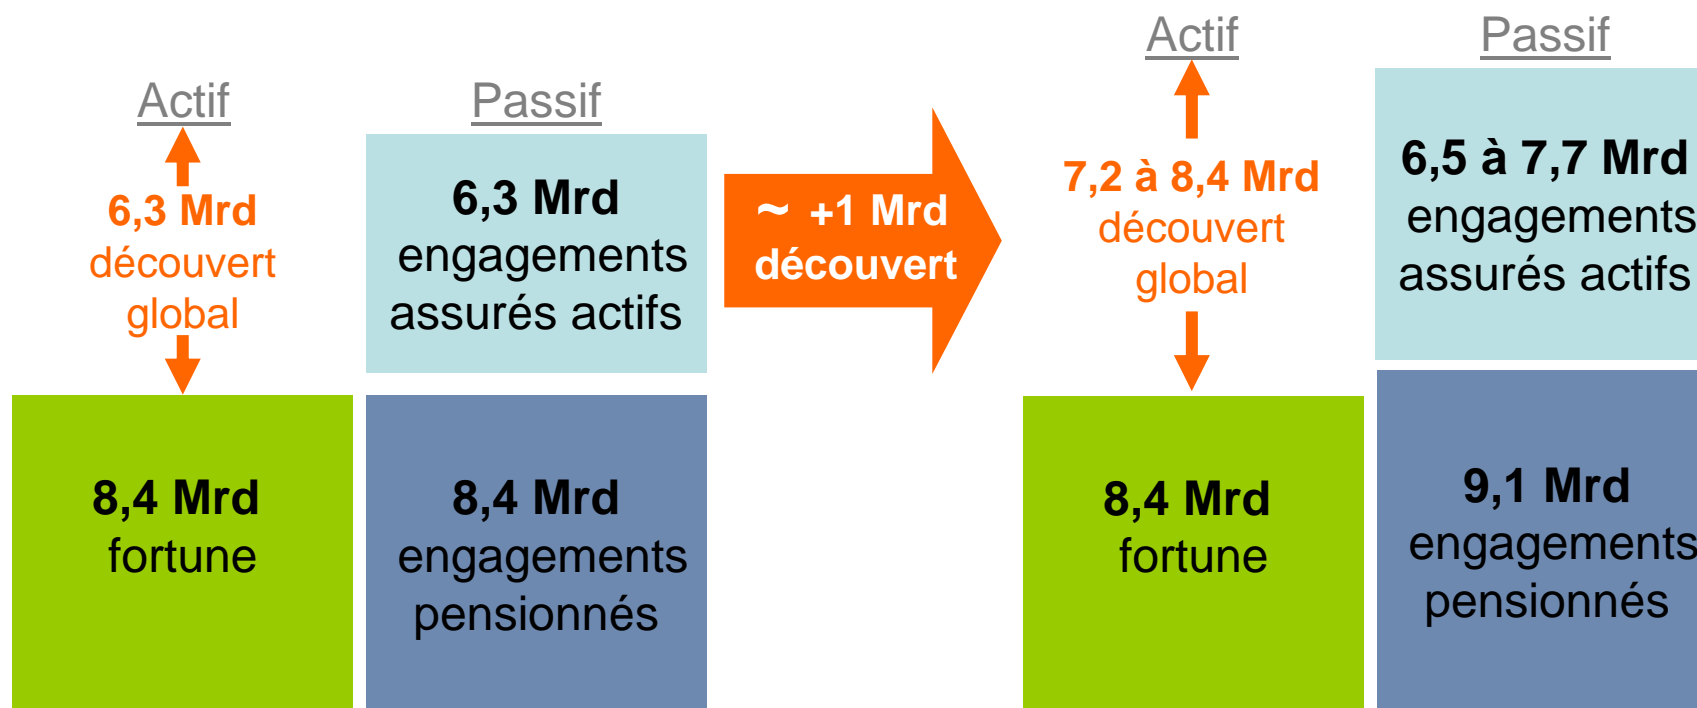 Actif
Passif
6,3 Mrd
découvert
global
6,3 Mrd
engagements
assurés actifs
8,4 Mrd
fortune
8,4 Mrd
engagements
pensionnés
~ +1 Mrd
découvert
Actif
Passif
7,2 à 8,4 Mrd
découvert
global
6,5 à 7,7 Mrd
engagements
assurés actifs
8,4 Mrd
fortune
9,1 Mrd
engagements
pensionnés